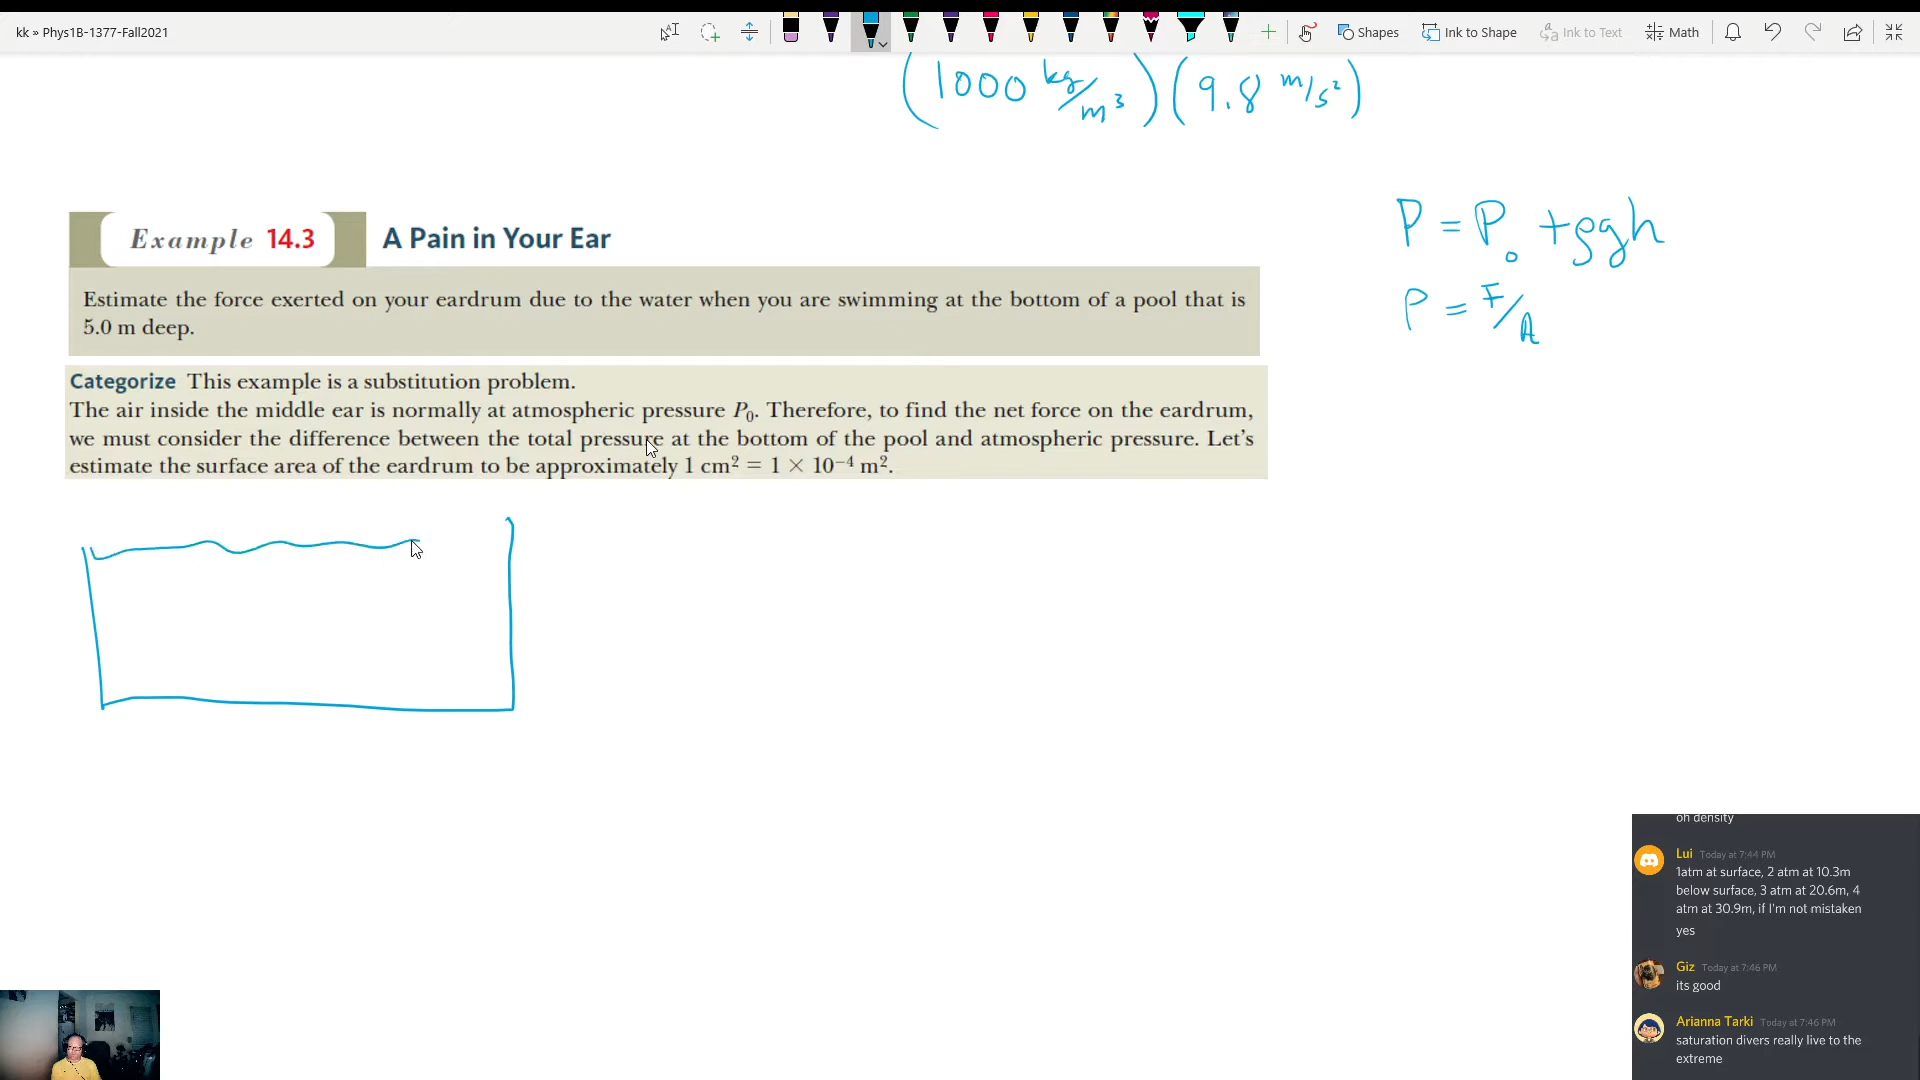 kk » Phys1B-1377-Fall2021
Shapes
Ink to Shape
Ink to Text
Math
(1000 kg/m³)(9.8 m/s²)
Example 14.3 A Pain in Your Ear
Estimate the force exerted on your eardrum due to the water when you are swimming at the bottom of a pool that is
5.0 m deep.
P = P₀ + ρgh
P = F/A
Categorize This example is a substitution problem.
The air inside the middle ear is normally at atmospheric pressure P₀. Therefore, to find the net force on the eardrum,
we must consider the difference between the total pressure at the bottom of the pool and atmospheric pressure. Let's
estimate the surface area of the eardrum to be approximately 1 cm² = 1 × 10⁻⁴ m².
oh density
Lui Today at 7:44 PM
1atm at surface, 2 atm at 10.3m
below surface, 3 atm at 20.6m, 4
atm at 30.9m, if I'm not mistaken
yes
Giz Today at 7:46 PM
its good
Arianna Tarki Today at 7:46 PM
saturation divers really live to the
extreme